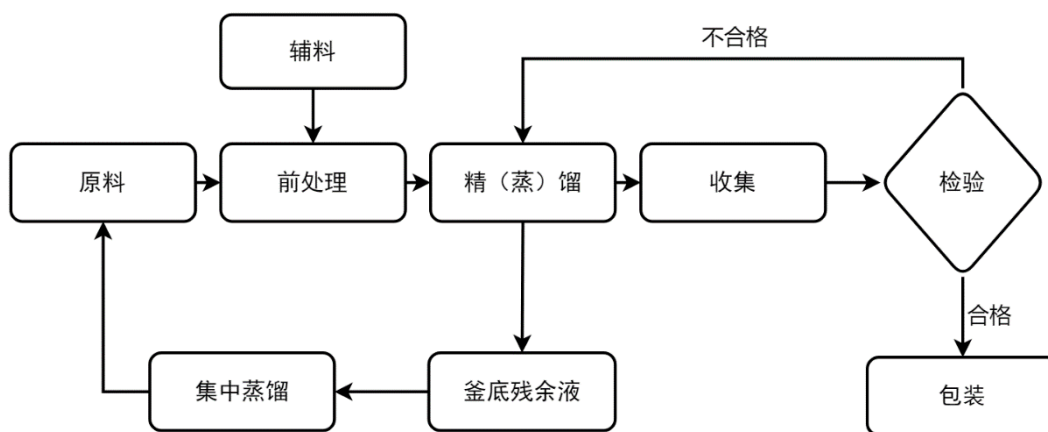 不合格
辅料
原料
前处理
精（蒸）馏
收集
检验
合格
集中蒸馏
釜底残余液
包装